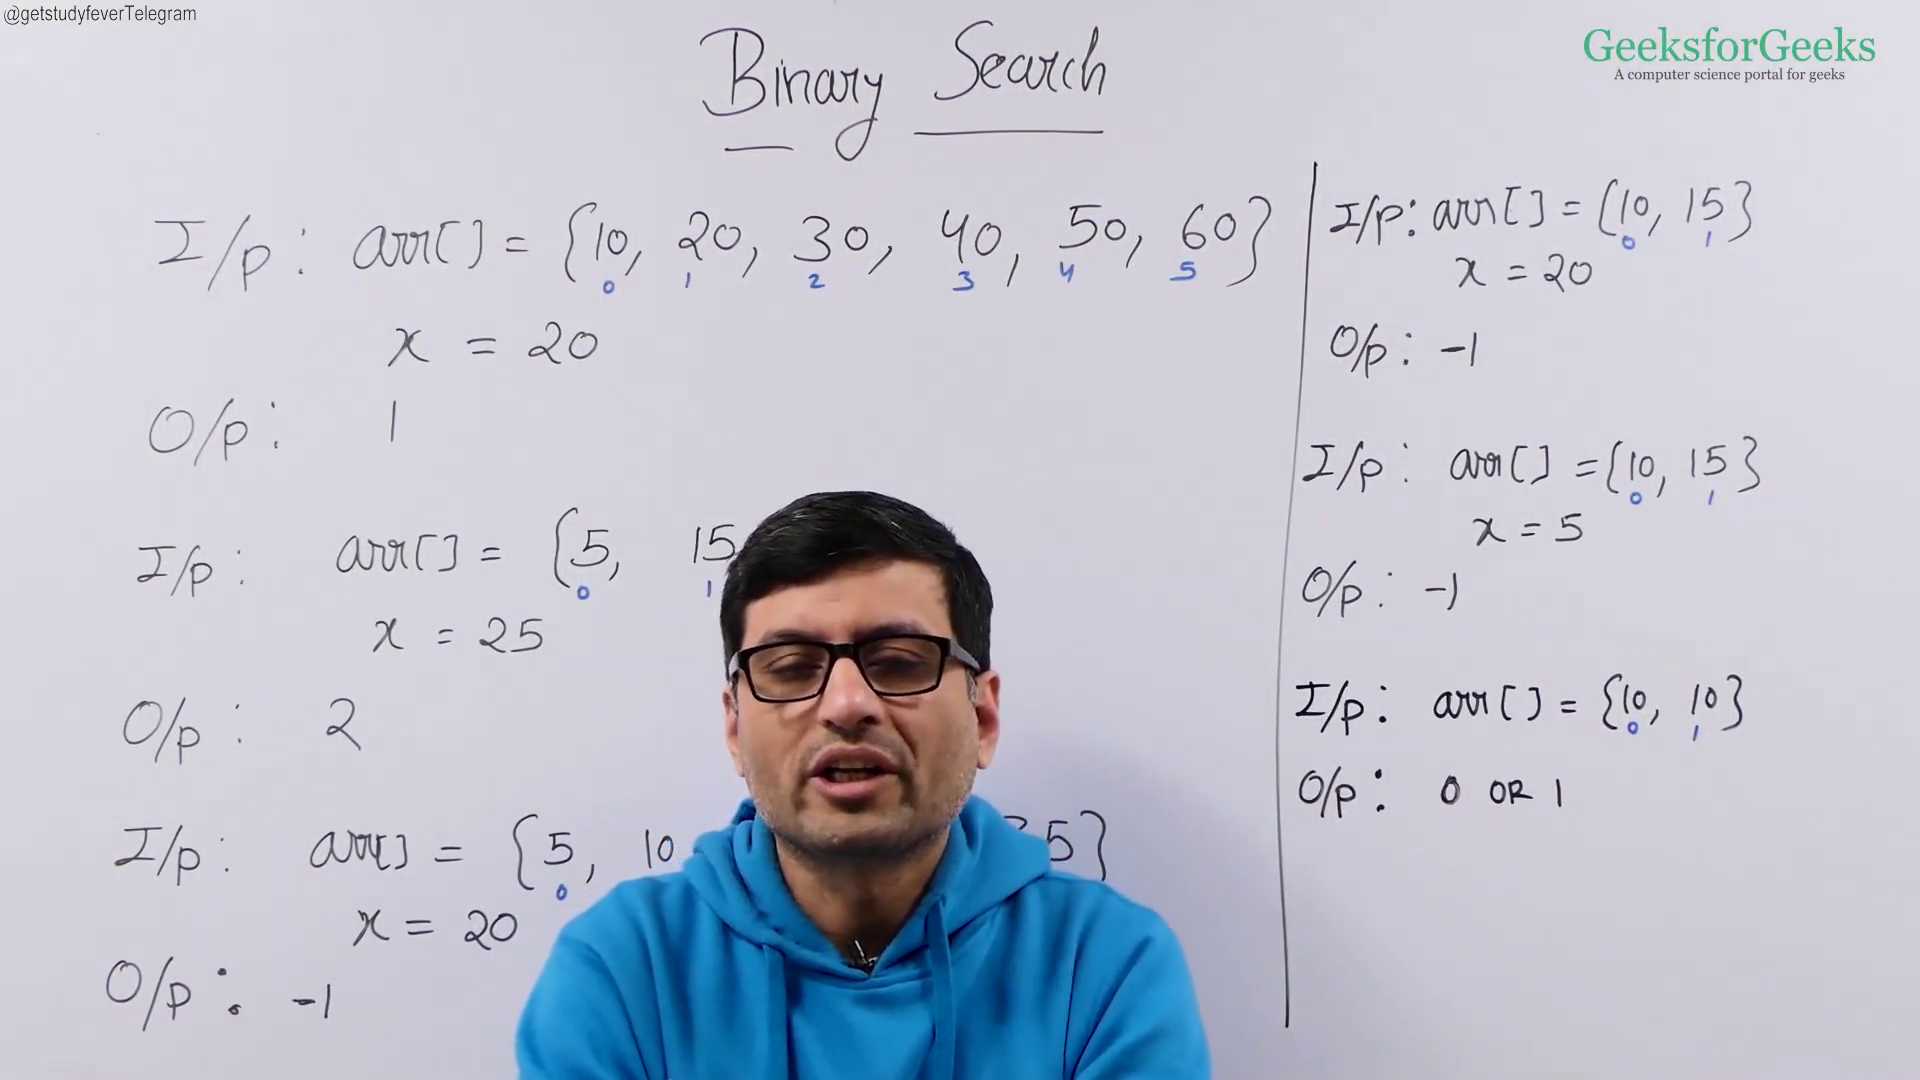 @getstudyfeverTelegram
GeeksforGeeks
A computer science portal for geeks
Binary Search
I/p: arr[] = {10, 20, 30, 40, 50, 60}
0 1 2 3 4 5
x = 20
O/p: 1
I/p: arr[] = {5, 15
0 1
x = 25
O/p: 2
I/p: arr[] = {5, 10 35}
0
x = 20
O/p: -1
I/p: arr[] = {10, 15}
0 1
x = 20
O/p: -1
I/p: arr[] = {10, 15}
0 1
x = 5
O/p: -1
I/p: arr[] = {10, 10}
0 1
O/p: 0 OR 1